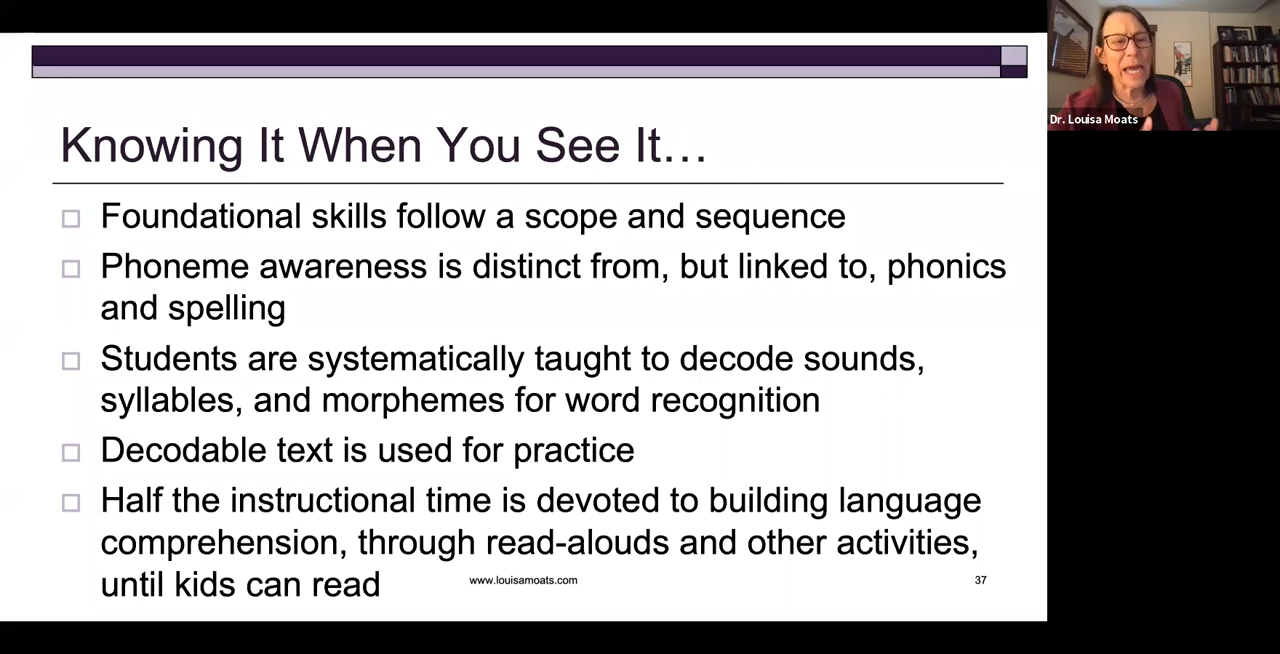 Knowing It When You See It…
Foundational skills follow a scope and sequence
Phoneme awareness is distinct from, but linked to, phonics
and spelling
Students are systematically taught to decode sounds,
syllables, and morphemes for word recognition
Decodable text is used for practice
Half the instructional time is devoted to building language
comprehension, through read-alouds and other activities,
until kids can read
www.louisamoats.com
37
Dr. Louisa Moats